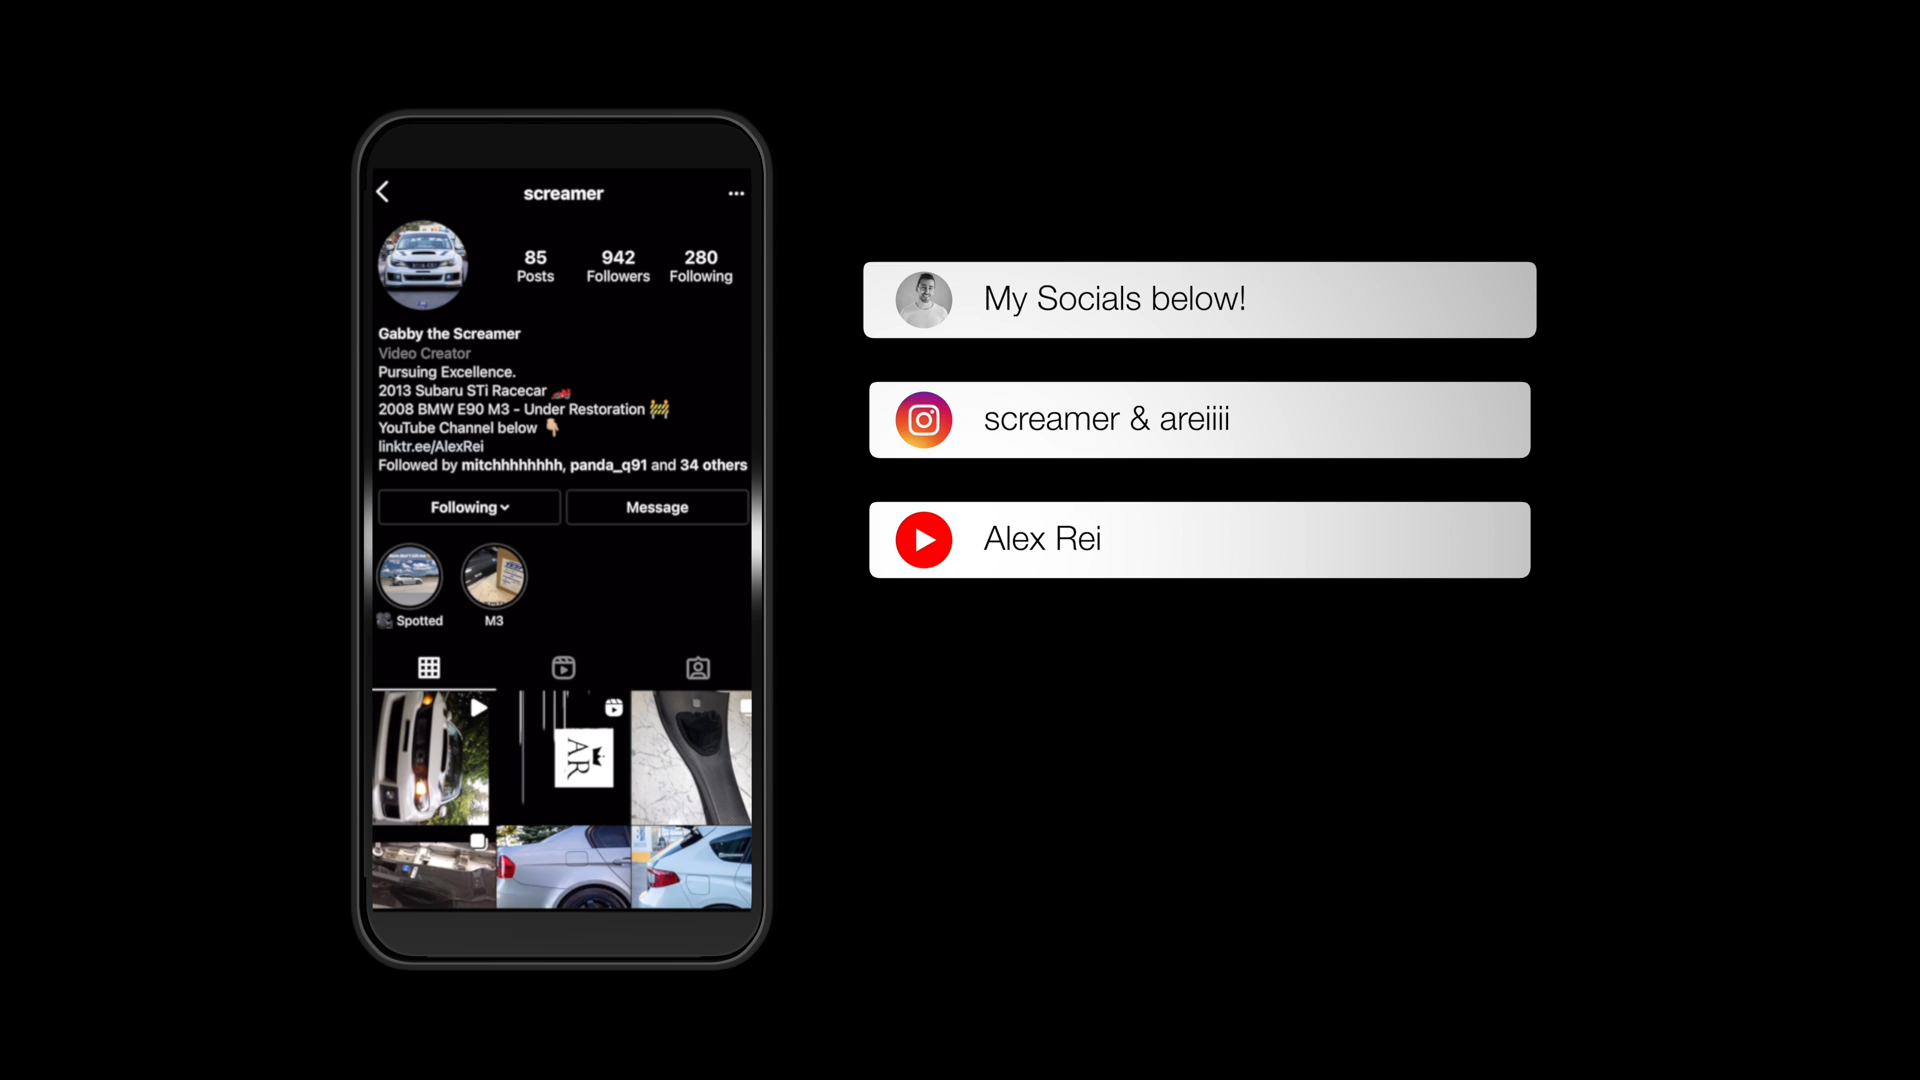 screamer
85
Posts
942
Followers
280
Following
Gabby the Screamer
Video Creator
Pursuing Excellence.
2013 Subaru STi Racecar 🏎️
2008 BMW E90 M3 - Under Restoration 🚧
YouTube Channel below 👇🏼
linktr.ee/AlexRei
Followed by mitchhhhhhhh, panda_q91 and 34 others
Following
Message
🎥 Spotted
M3
AR
My Socials below!
screamer & areiiii
Alex Rei